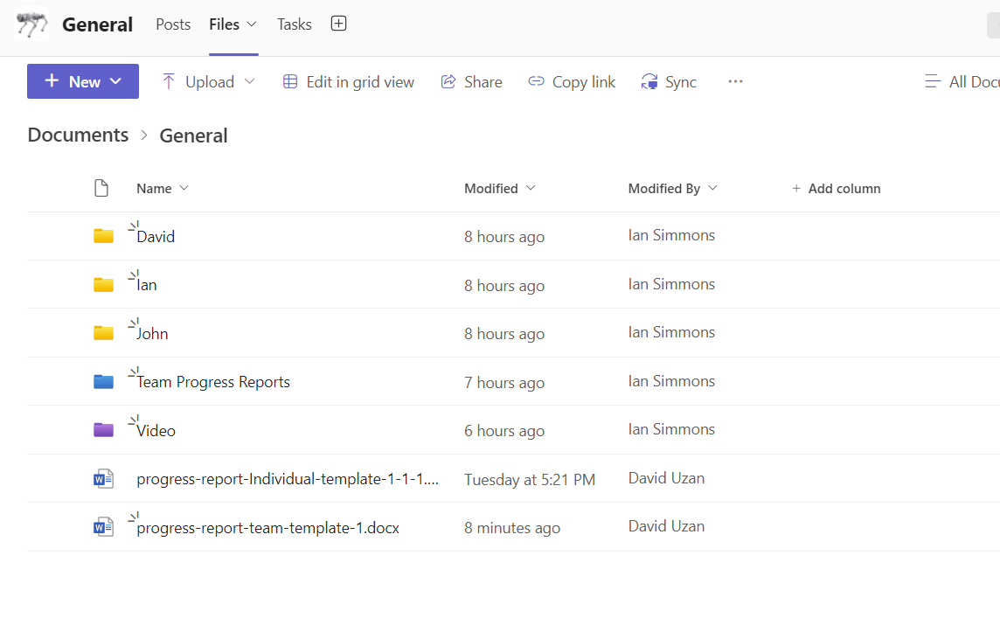 General Posts Files Tasks
New Upload Edit in grid view Share Copy link Sync ... All Docu
Documents > General
Name Modified Modified By + Add column
David 8 hours ago Ian Simmons
Ian 8 hours ago Ian Simmons
John 8 hours ago Ian Simmons
Team Progress Reports 7 hours ago Ian Simmons
Video 6 hours ago Ian Simmons
progress-report-Individual-template-1-1-1.... Tuesday at 5:21 PM David Uzan
progress-report-team-template-1.docx 8 minutes ago David Uzan